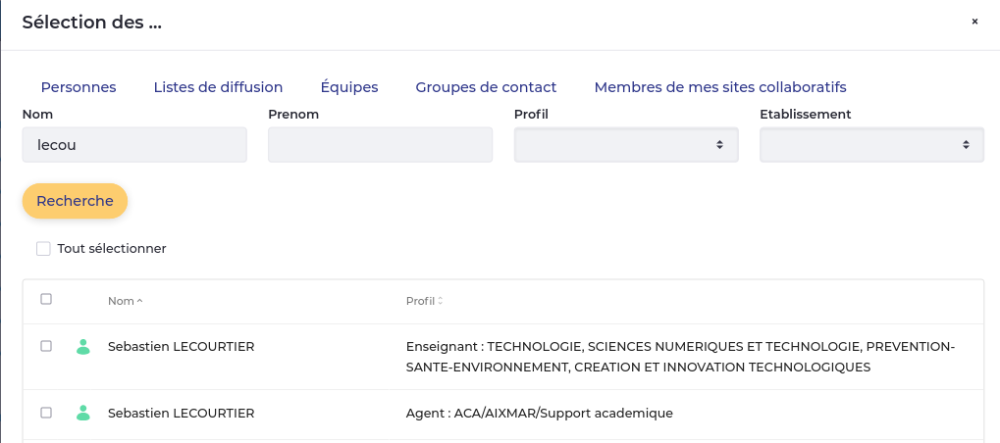 Sélection des ...
×
Personnes Listes de diffusion Équipes Groupes de contact Membres de mes sites collaboratifs
Nom Prenom Profil Etablissement
lecou
Recherche
Tout sélectionner
Nom Profil
Sebastien LECOURTIER Enseignant : TECHNOLOGIE, SCIENCES NUMERIQUES ET TECHNOLOGIE, PREVENTION-
SANTE-ENVIRONNEMENT, CREATION ET INNOVATION TECHNOLOGIQUES
Sebastien LECOURTIER Agent : ACA/AIXMAR/Support academique